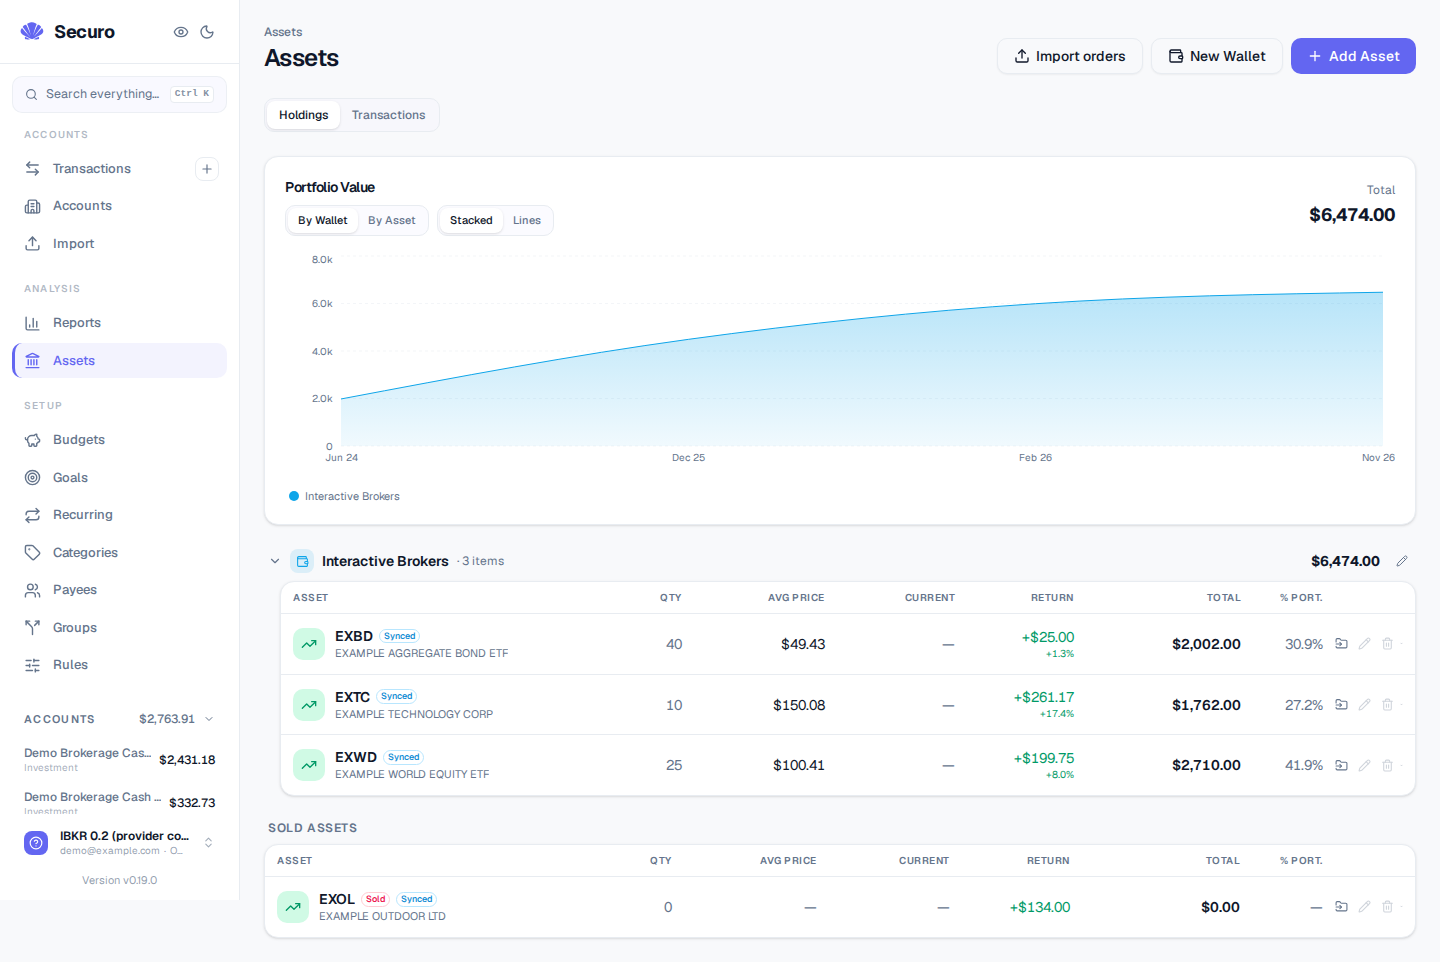 Securo
Search everything... Ctrl K
ACCOUNTS
Transactions
Accounts
Import
ANALYSIS
Reports
Assets
SETUP
Budgets
Goals
Recurring
Categories
Payees
Groups
Rules
ACCOUNTS $2,763.91
Demo Brokerage Cas... $2,431.18
Investment
Demo Brokerage Cash ... $332.73
Investment
IBKR 0.2 (provider co...
demo@example.com · O...
Version v0.19.0
Assets
Assets
Import orders New Wallet Add Asset
Holdings Transactions
Portfolio Value
By Wallet By Asset Stacked Lines
Total
$6,474.00
8.0k
6.0k
4.0k
2.0k
0
Jun 24 Dec 25 Feb 26 Nov 26
Interactive Brokers
Interactive Brokers · 3 items $6,474.00
ASSET QTY AVG PRICE CURRENT RETURN TOTAL % PORT.
EXBD Synced 40 $49.43 — +$25.00 $2,002.00 30.9%
EXAMPLE AGGREGATE BOND ETF +1.3%
EXTC Synced 10 $150.08 — +$261.17 $1,762.00 27.2%
EXAMPLE TECHNOLOGY CORP +17.4%
EXWD Synced 25 $100.41 — +$199.75 $2,710.00 41.9%
EXAMPLE WORLD EQUITY ETF +8.0%
SOLD ASSETS
ASSET QTY AVG PRICE CURRENT RETURN TOTAL % PORT.
EXOL Sold Synced 0 — — +$134.00 $0.00 —
EXAMPLE OUTDOOR LTD